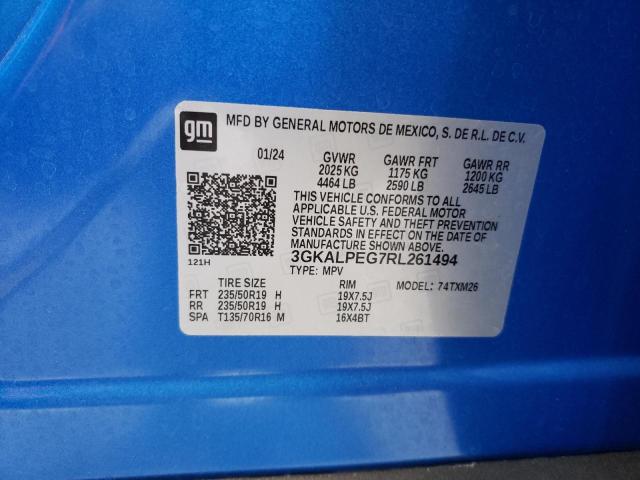 gm
MFD BY GENERAL MOTORS DE MEXICO, S. DE R.L. DE C.V.
01/24 GVWR GAWR FRT GAWR RR
2025 KG 1175 KG 1200 KG
4464 LB 2590 LB 2645 LB
THIS VEHICLE CONFORMS TO ALL
APPLICABLE U.S. FEDERAL MOTOR
VEHICLE SAFETY AND THEFT PREVENTION
STANDARDS IN EFFECT ON THE DATE OF
MANUFACTURE SHOWN ABOVE.
3GKALPEG7RL261494
121H
TYPE: MPV
TIRE SIZE RIM MODEL: 74TXM26
FRT 235/50R19 H 19X7.5J
RR 235/50R19 H 19X7.5J
SPA T135/70R16 M 16X4BT